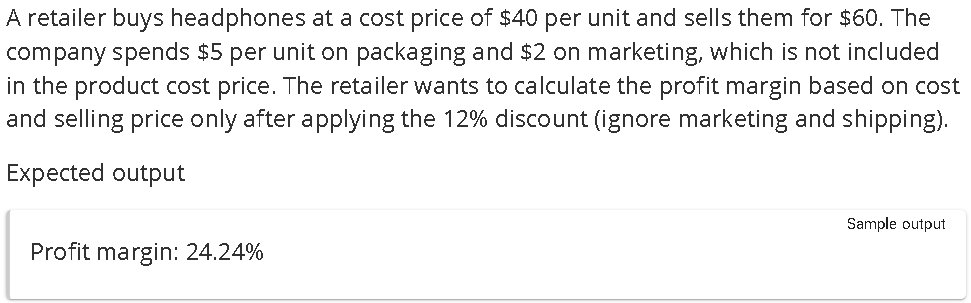 A retailer buys headphones at a cost price of $40 per unit and sells them for $60. The
company spends $5 per unit on packaging and $2 on marketing, which is not included
in the product cost price. The retailer wants to calculate the profit margin based on cost
and selling price only after applying the 12% discount (ignore marketing and shipping).
Expected output
Sample output
Profit margin: 24.24%